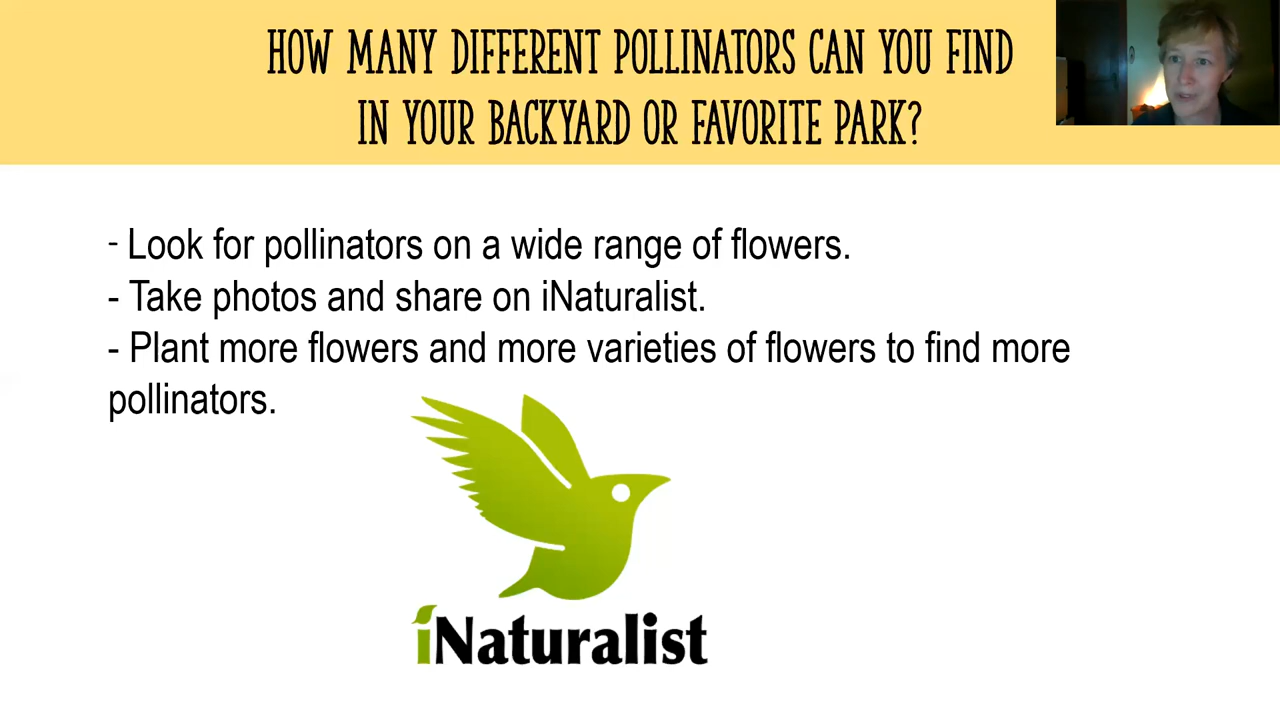 HOW MANY DIFFERENT POLLINATORS CAN YOU FIND
IN YOUR BACKYARD OR FAVORITE PARK?
- Look for pollinators on a wide range of flowers.
- Take photos and share on iNaturalist.
- Plant more flowers and more varieties of flowers to find more
pollinators.
iNaturalist